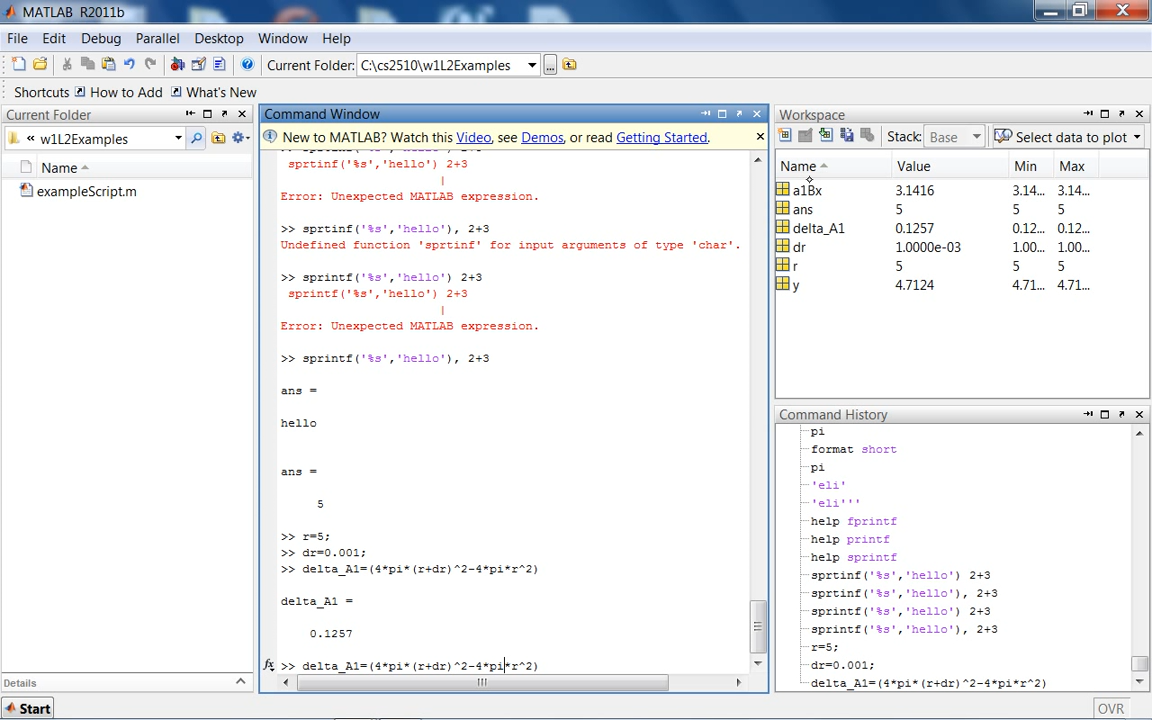 MATLAB R2011b
File Edit Debug Parallel Desktop Window Help
Current Folder: C:\cs2510\w1L2Examples ...
Shortcuts How to Add What's New
Current Folder
« w1L2Examples
Name
exampleScript.m
Details
Start
Command Window
New to MATLAB? Watch this Video, see Demos, or read Getting Started.
sprtinf('%s','hello') 2+3
|
Error: Unexpected MATLAB expression.
>> sprtinf('%s','hello'), 2+3
Undefined function 'sprtinf' for input arguments of type 'char'.
>> sprintf('%s','hello') 2+3
sprintf('%s','hello') 2+3
|
Error: Unexpected MATLAB expression.
>> sprintf('%s','hello'), 2+3
ans =
hello
ans =
5
>> r=5;
>> dr=0.001;
>> delta_A1=(4*pi*(r+dr)^2-4*pi*r^2)
delta_A1 =
0.1257
fx >> delta_A1=(4*pi*(r+dr)^2-4*pi*r^2)
Workspace
Stack: Base Select data to plot
Name Value Min Max
a1Bx 3.1416 3.14... 3.14...
ans 5 5 5
delta_A1 0.1257 0.12... 0.12...
dr 1.0000e-03 1.00... 1.00...
r 5 5 5
y 4.7124 4.71... 4.71...
Command History
pi
format short
pi
'eli'
'eli'''
help fprintf
help printf
help sprintf
sprtinf('%s','hello') 2+3
sprtinf('%s','hello'), 2+3
sprintf('%s','hello') 2+3
sprintf('%s','hello'), 2+3
r=5;
dr=0.001;
delta_A1=(4*pi*(r+dr)^2-4*pi*r^2)
OVR